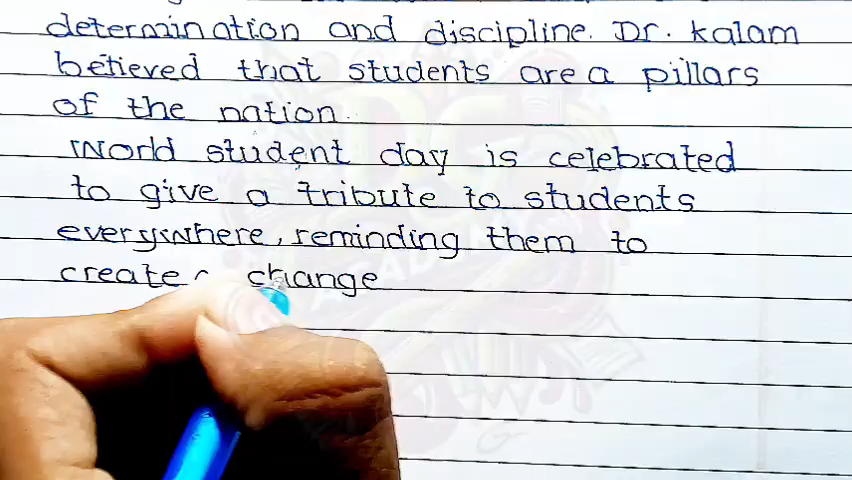 determination and discipline. Dr. Kalam
believed that students are a pillars
of the nation.
World student day is celebrated
to give a tribute to students
everywhere, reminding them to
create a change